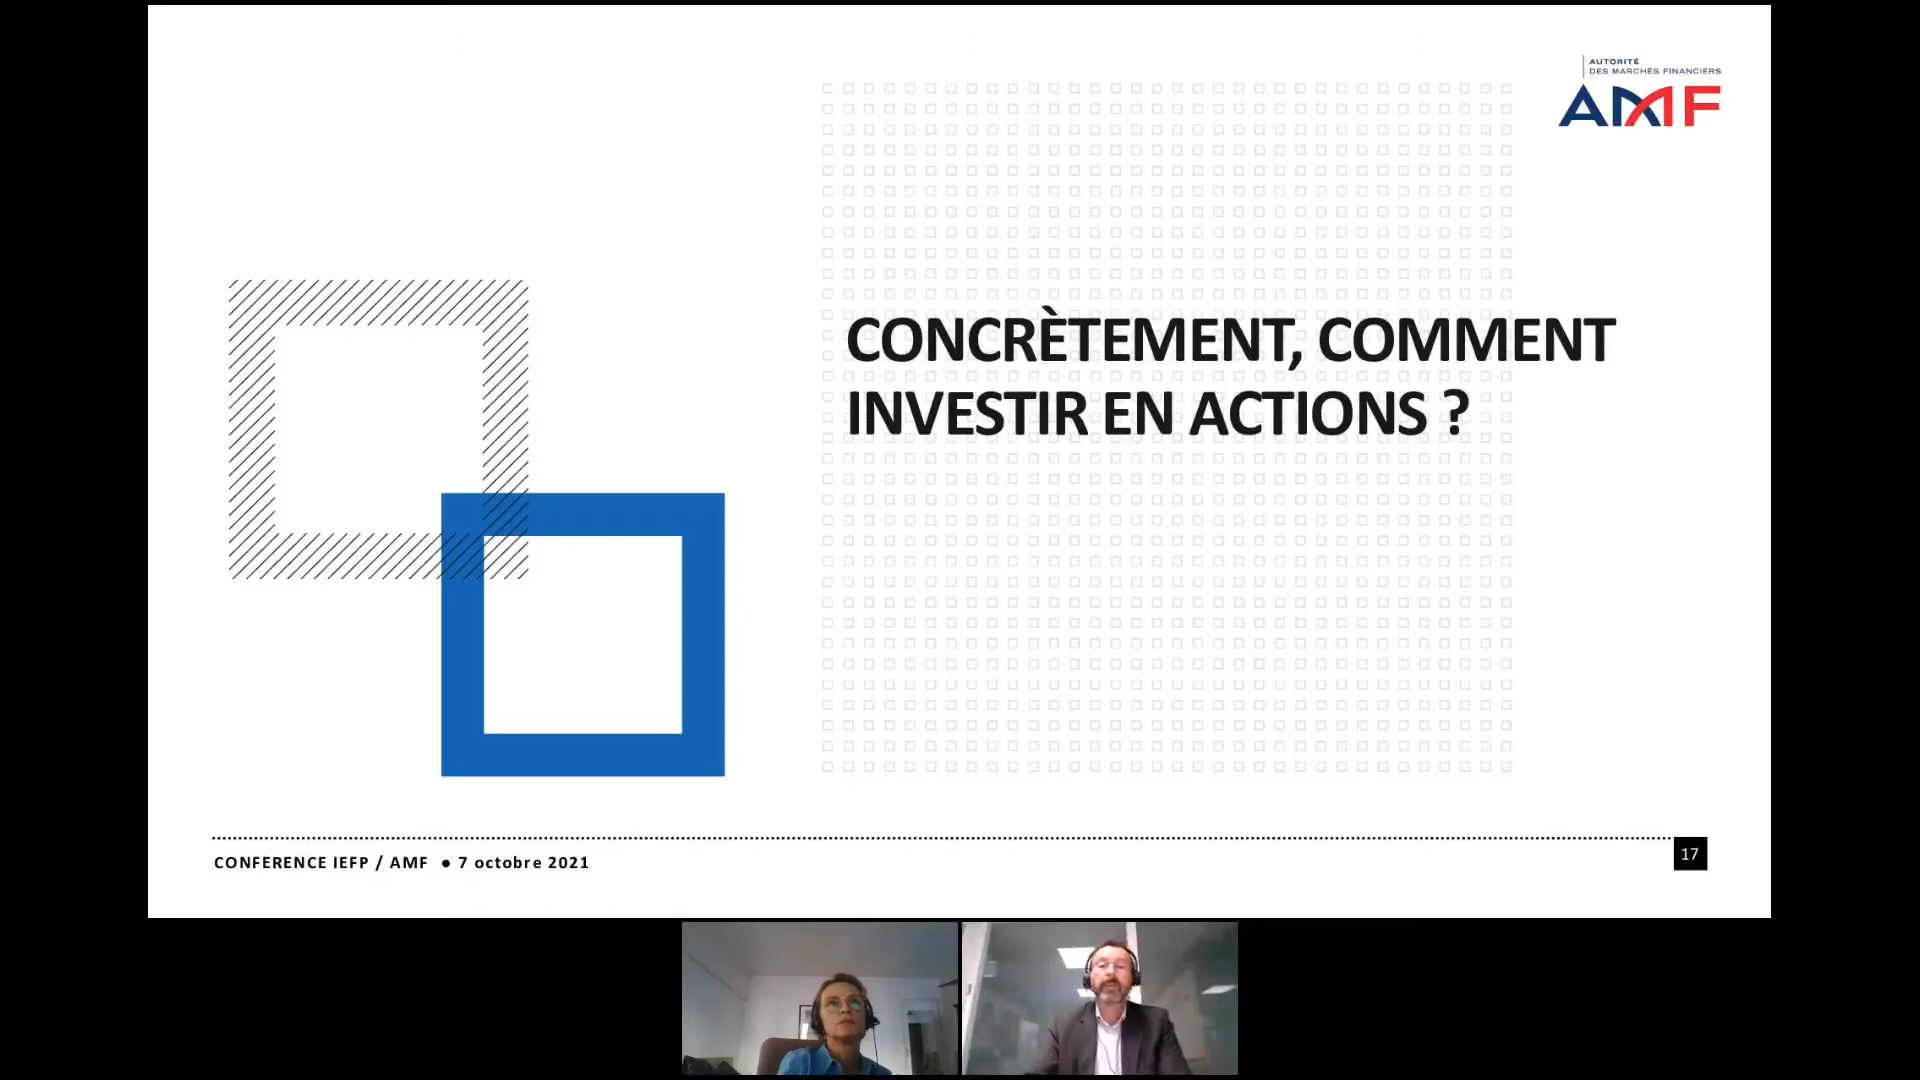 AUTORITÉ
DES MARCHÉS FINANCIERS
AMF
CONCRÈTEMENT, COMMENT
INVESTIR EN ACTIONS ?
CONFERENCE IEFP / AMF ● 7 octobre 2021
17